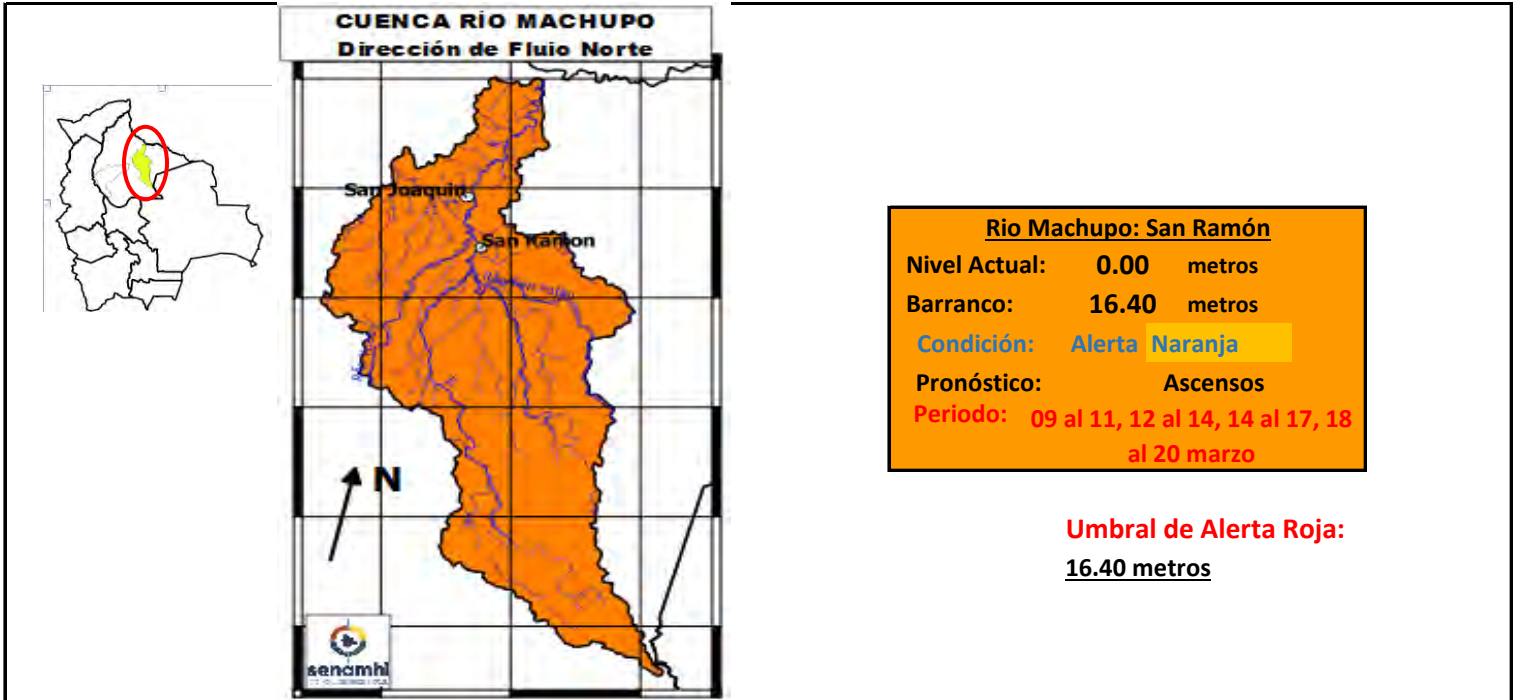 CUENCA RÍO MACHUPO
Dirección de Flujo Norte
San Joaquin
San Ramon
N
senamhi
Rio Machupo: San Ramón
Nivel Actual: 0.00 metros
Barranco: 16.40 metros
Condición: Alerta Naranja
Pronóstico: Ascensos
Periodo: 09 al 11, 12 al 14, 14 al 17, 18
al 20 marzo
Umbral de Alerta Roja:
16.40 metros